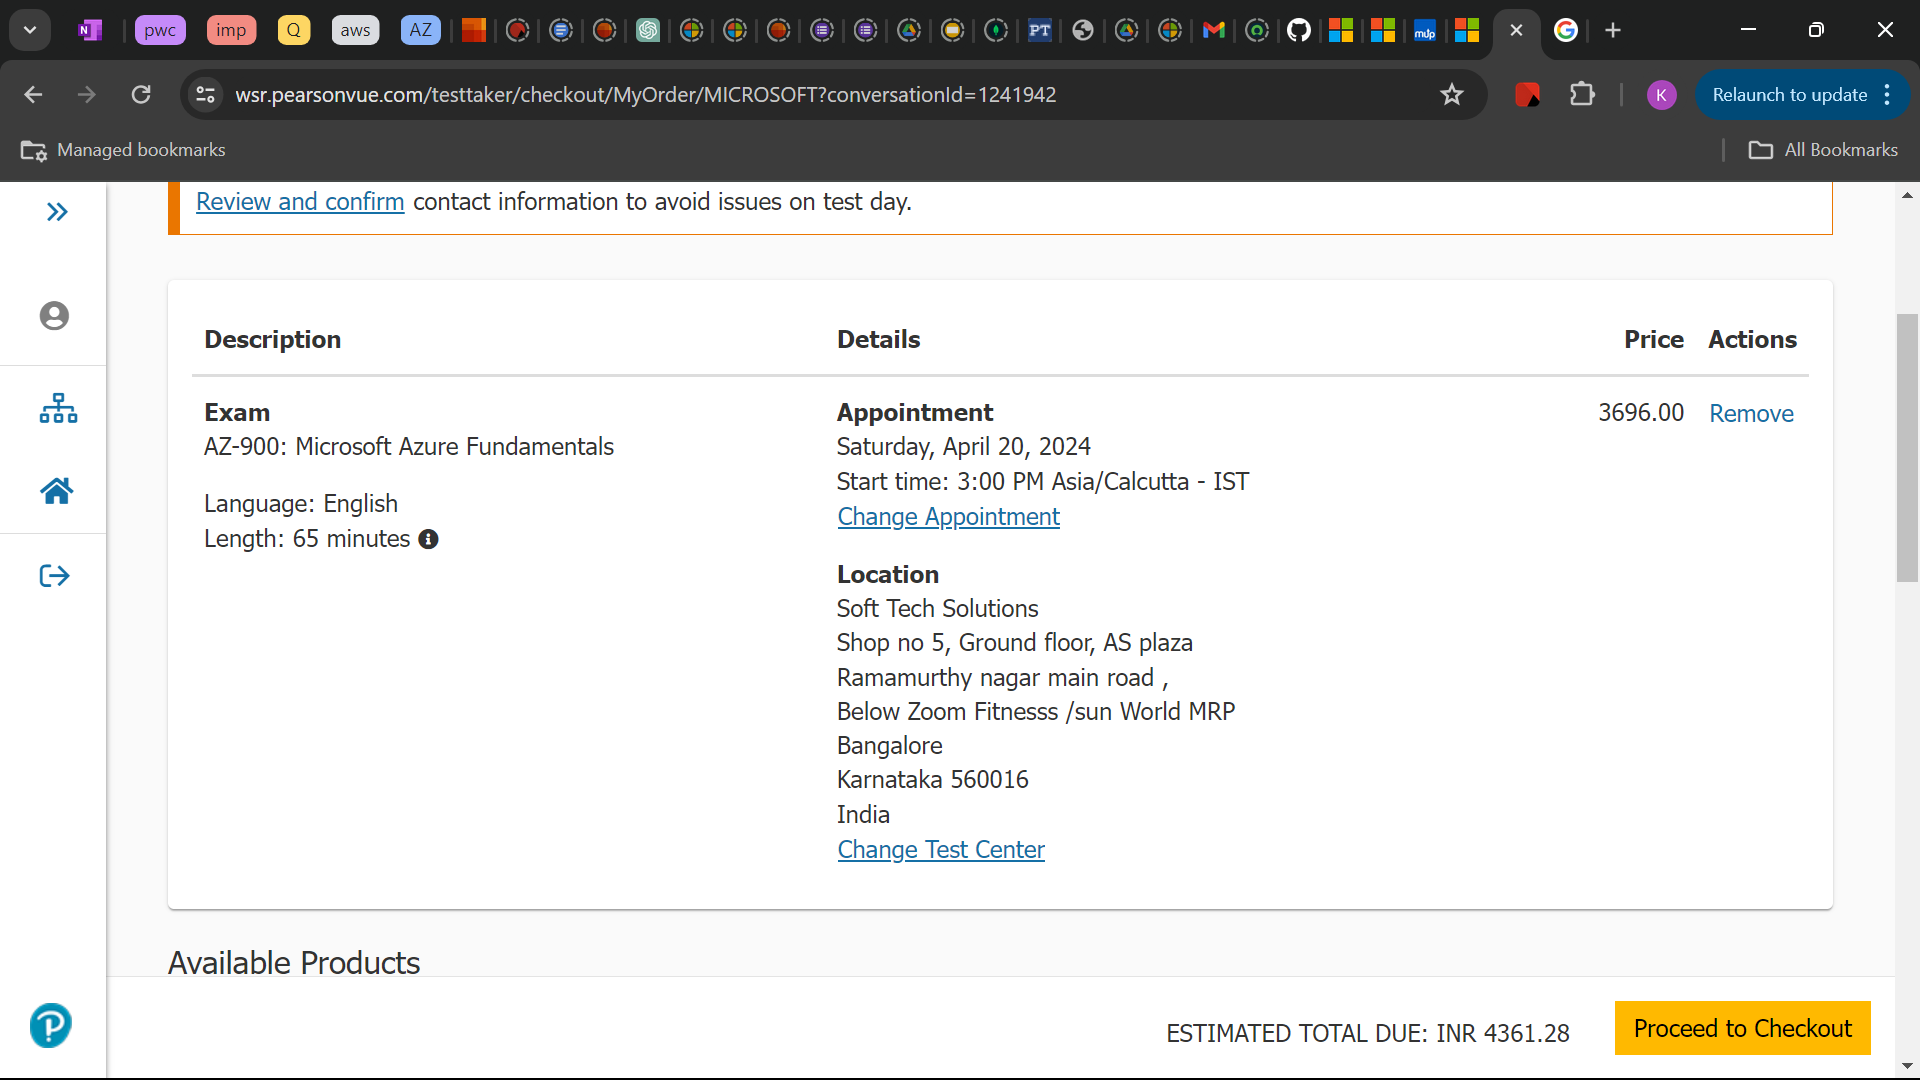 pwc imp Q aws AZ PT mdp
wsr.pearsonvue.com/testtaker/checkout/MyOrder/MICROSOFT?conversationId=1241942 K Relaunch to update
Managed bookmarks All Bookmarks
Review and confirm contact information to avoid issues on test day.
Description Details Price Actions
Exam Appointment 3696.00 Remove
AZ-900: Microsoft Azure Fundamentals Saturday, April 20, 2024
Start time: 3:00 PM Asia/Calcutta - IST
Language: English Change Appointment
Length: 65 minutes
Location
Soft Tech Solutions
Shop no 5, Ground floor, AS plaza
Ramamurthy nagar main road ,
Below Zoom Fitnesss /sun World MRP
Bangalore
Karnataka 560016
India
Change Test Center
Available Products
ESTIMATED TOTAL DUE: INR 4361.28 Proceed to Checkout